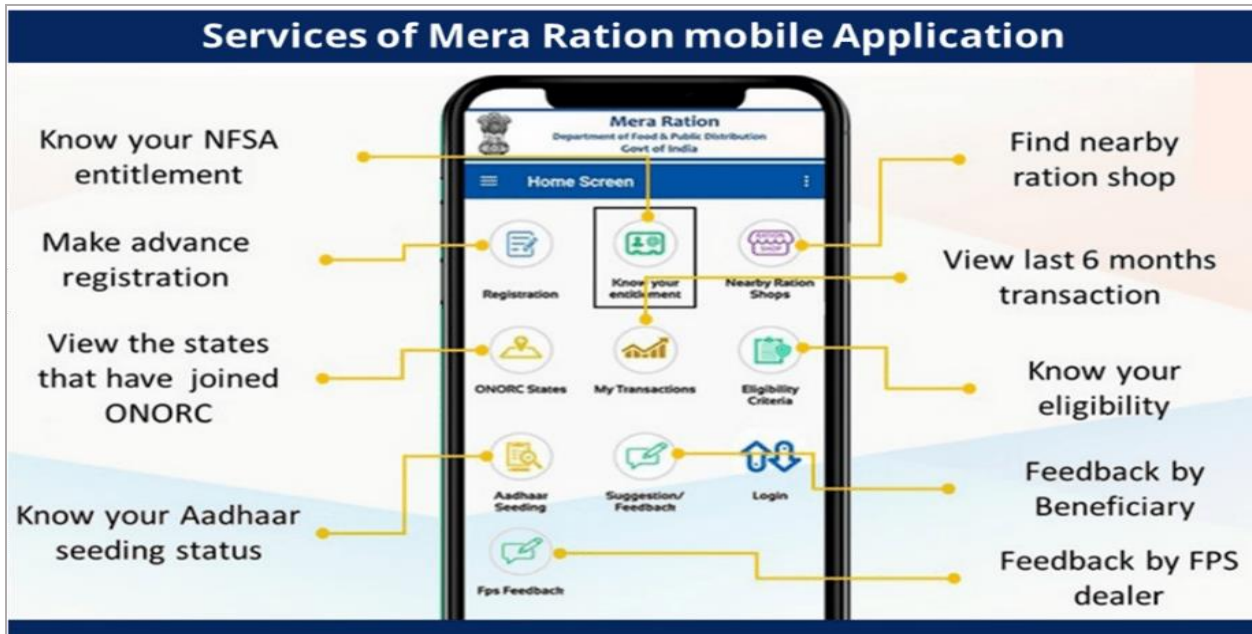 Services of Mera Ration mobile Application
Know your NFSA
entitlement
Make advance
registration
View the states
that have joined
ONORC
Know your Aadhaar
seeding status
Mera Ration
Department of Food & Public Distribution
Govt of India
Home Screen
Registration
Know your
entitlement
RATION
SHOP
Nearby Ration
Shops
ONORC States
My Transactions
Eligibility
Criteria
Aadhaar
Seeding
Suggestion/
Feedback
Login
Fps Feedback
Find nearby
ration shop
View last 6 months
transaction
Know your
eligibility
Feedback by
Beneficiary
Feedback by FPS
dealer